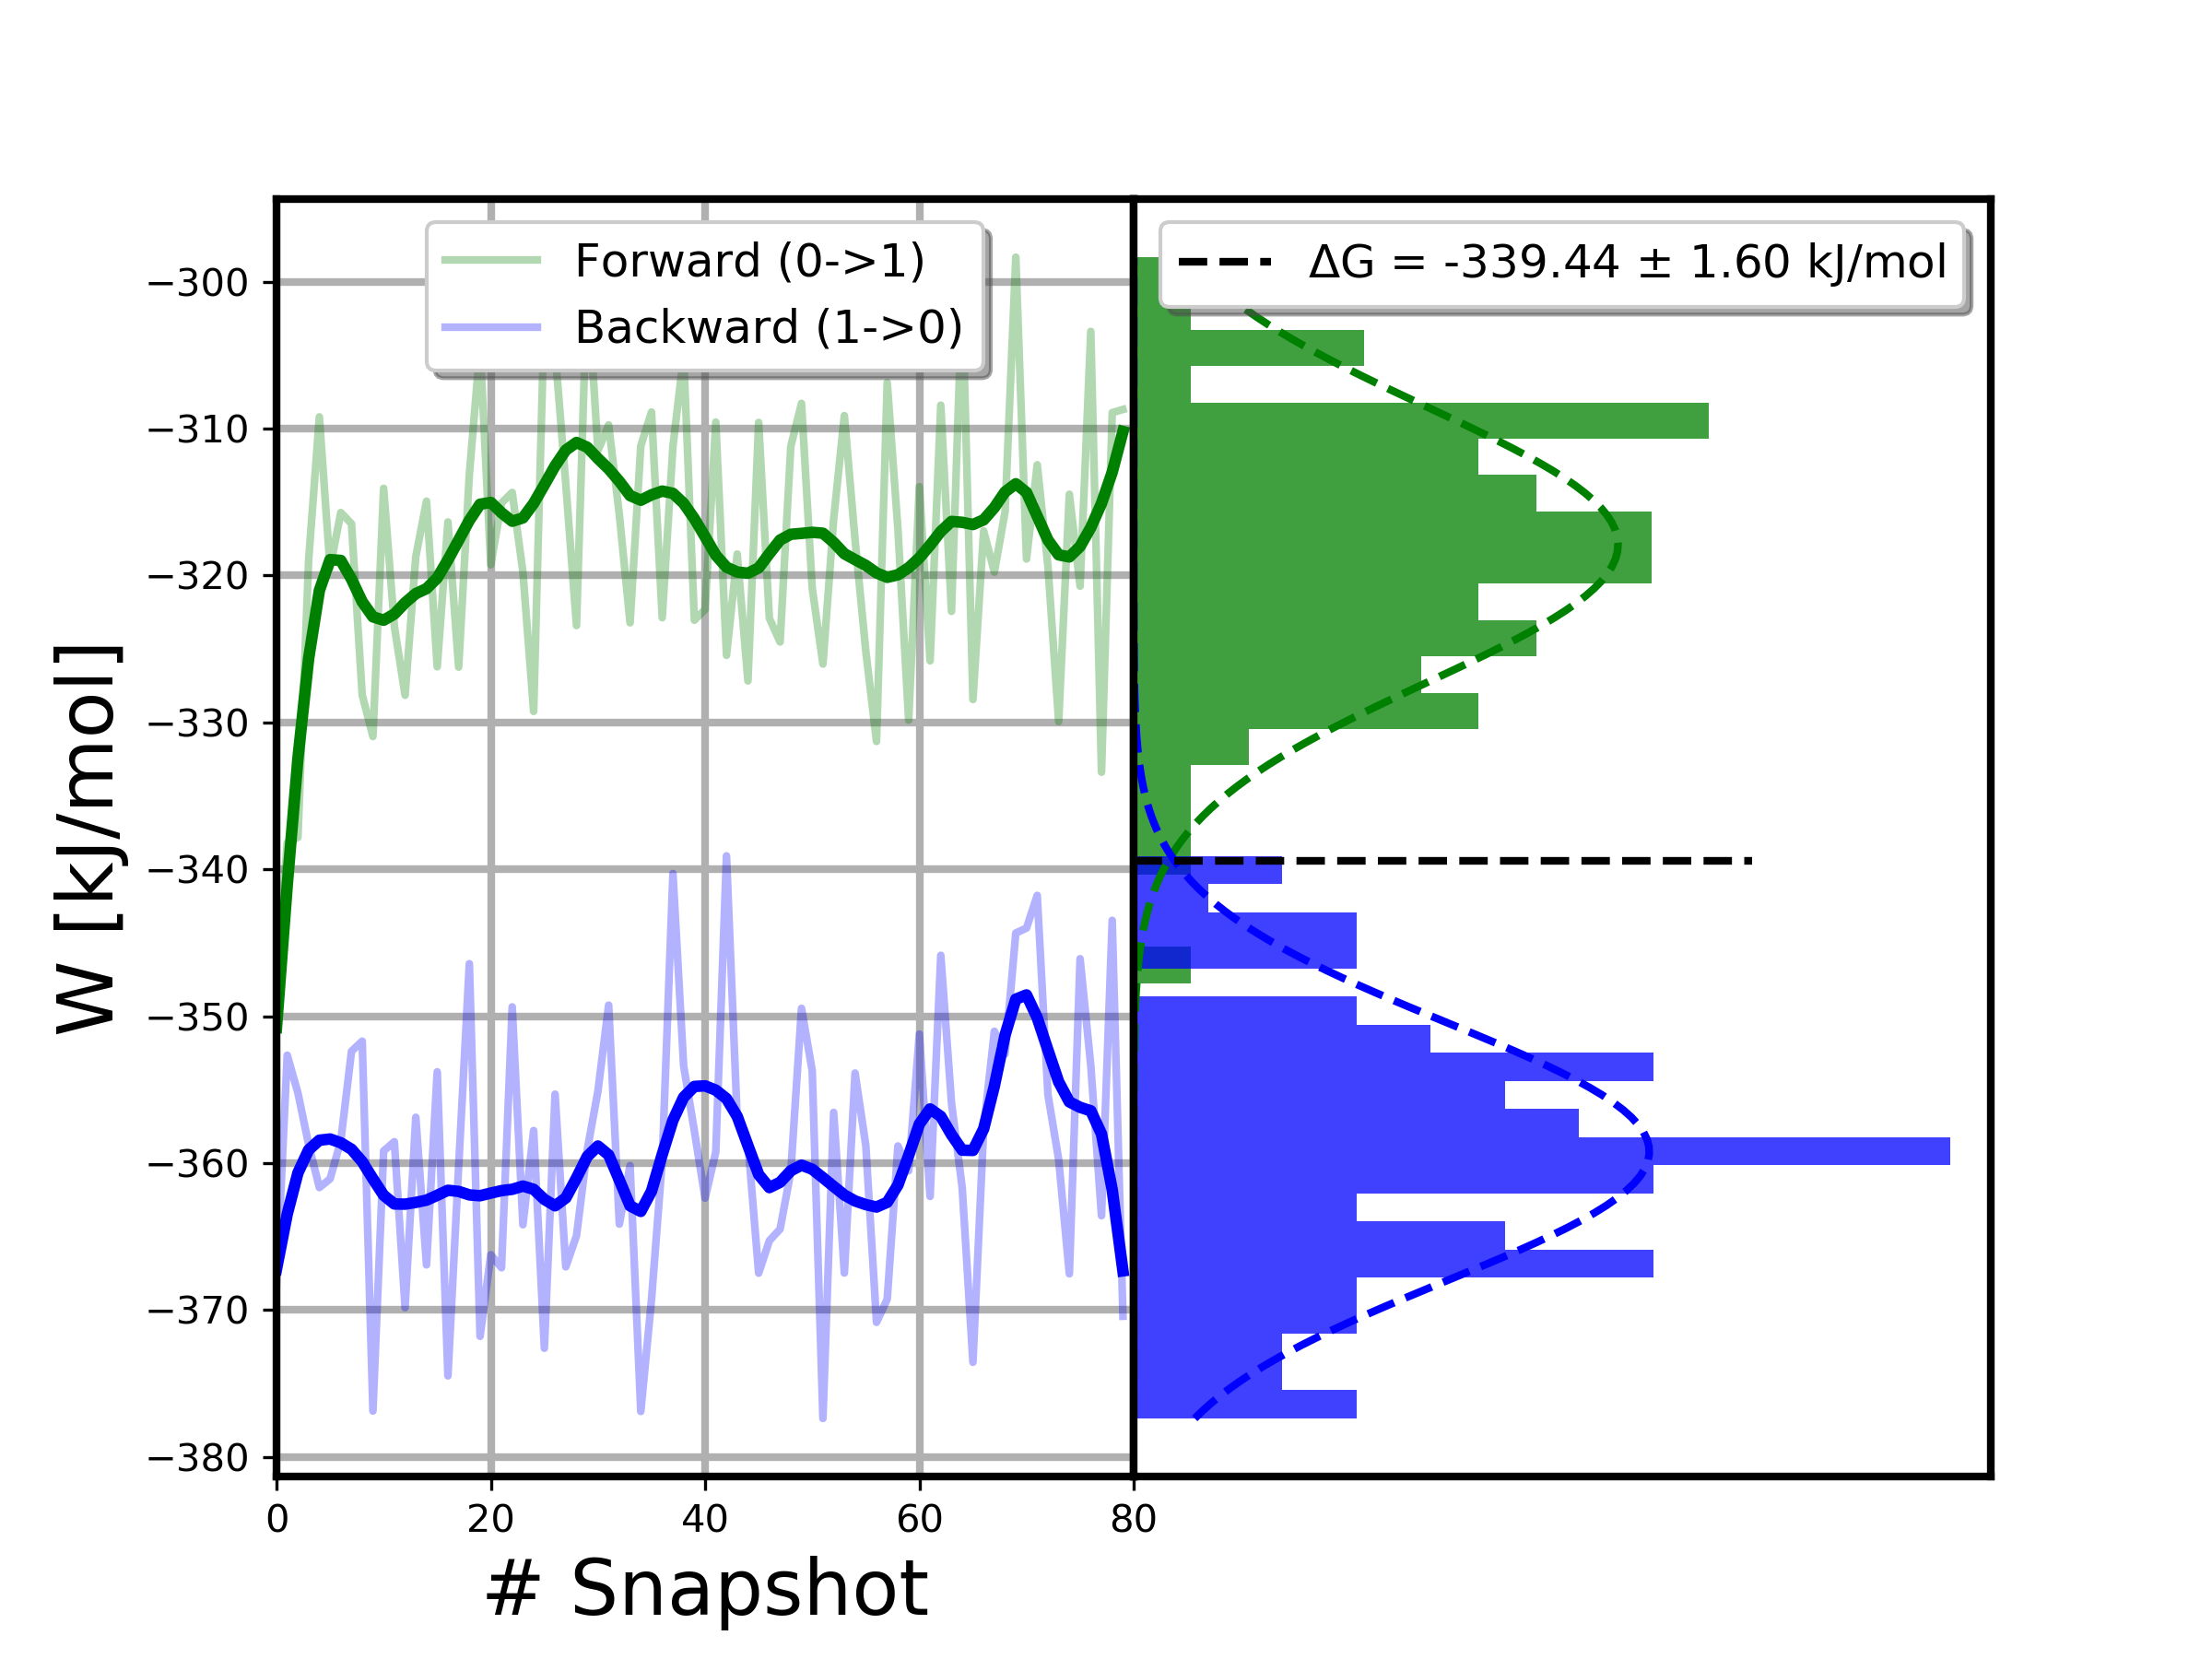 Forward (0->1)
Backward (1->0)
ΔG = -339.44 ± 1.60 kJ/mol
−300
−310
−320
−330
−340
−350
−360
−370
−380
W [kJ/mol]
0 20 40 60 80
# Snapshot